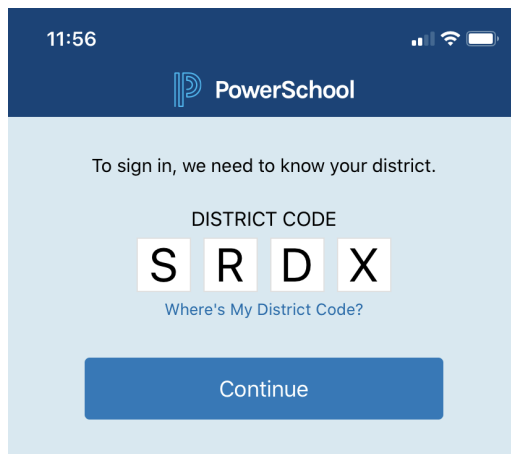 11:56
PowerSchool
To sign in, we need to know your district.
DISTRICT CODE
S R D X
Where's My District Code?
Continue